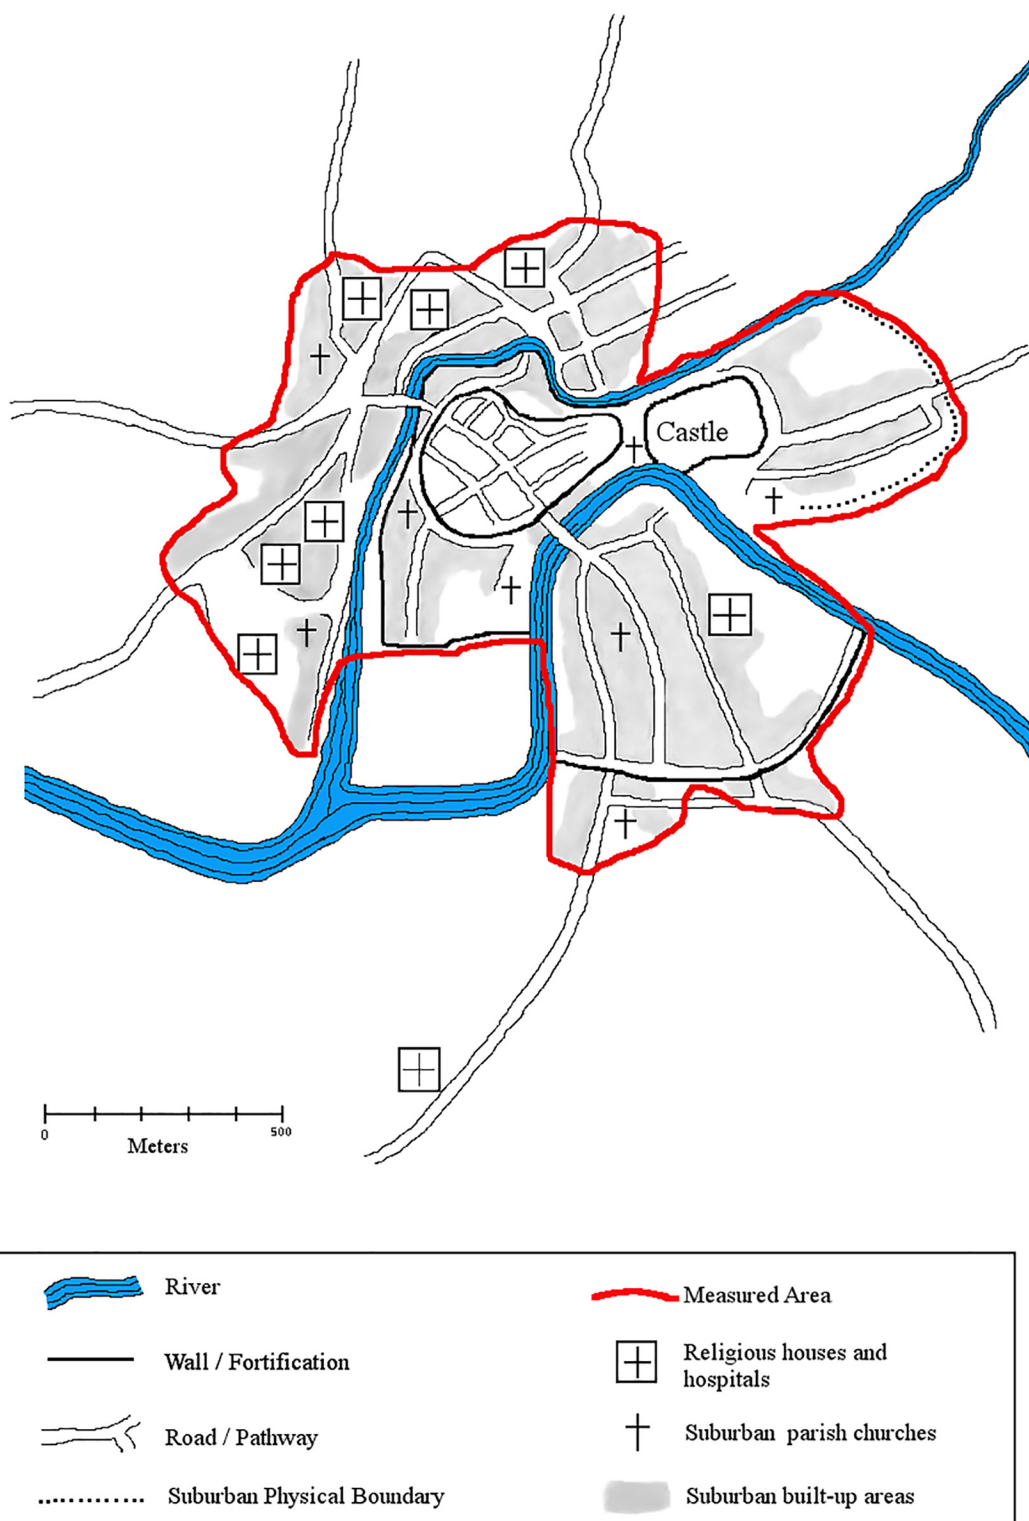 Castle
0
500
Meters
River
Measured Area
Wall / Fortification
Religious houses and
hospitals
Road / Pathway
Suburban parish churches
Suburban Physical Boundary
Suburban built-up areas